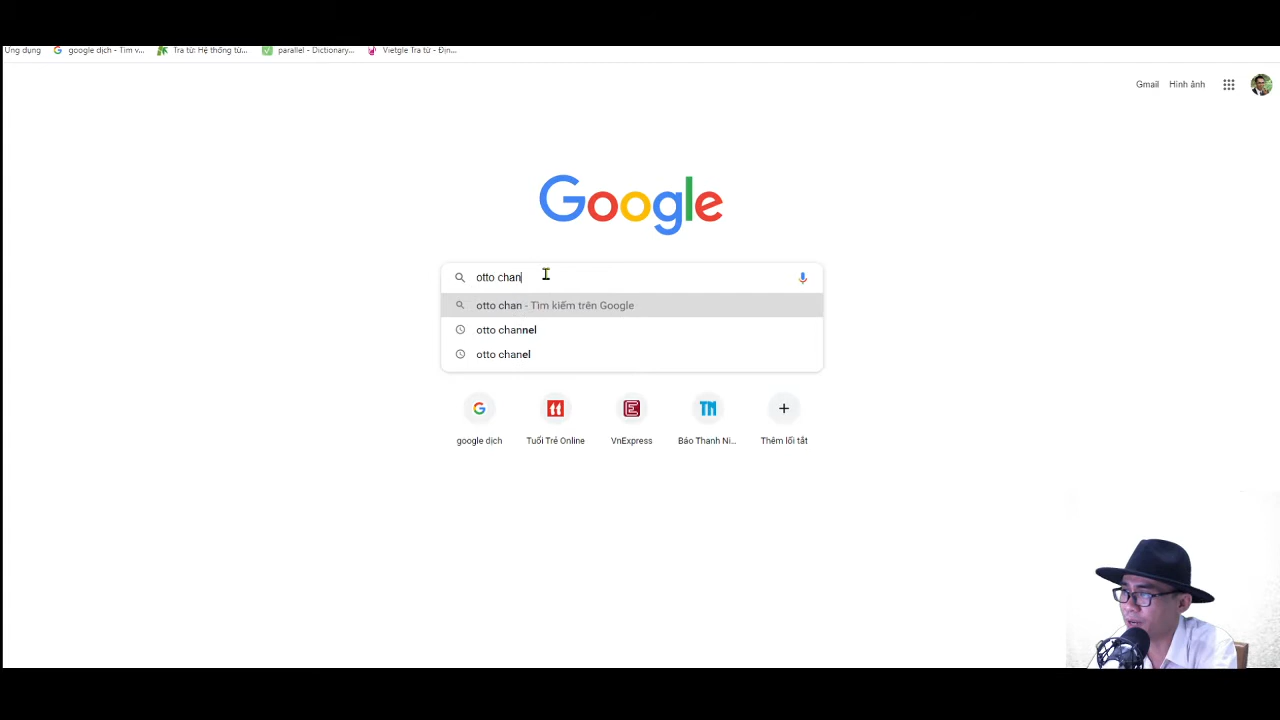 Ứng dụng google dịch - Tìm v... Tra từ: Hệ thống từ... parallel - Dictionary... Vietgle Tra từ - Địn...
Gmail Hình ảnh
Google
otto chan
otto chan - Tìm kiếm trên Google
otto channel
otto chanel
google dịch Tuổi Trẻ Online VnExpress Báo Thanh Ni... Thêm lối tắt